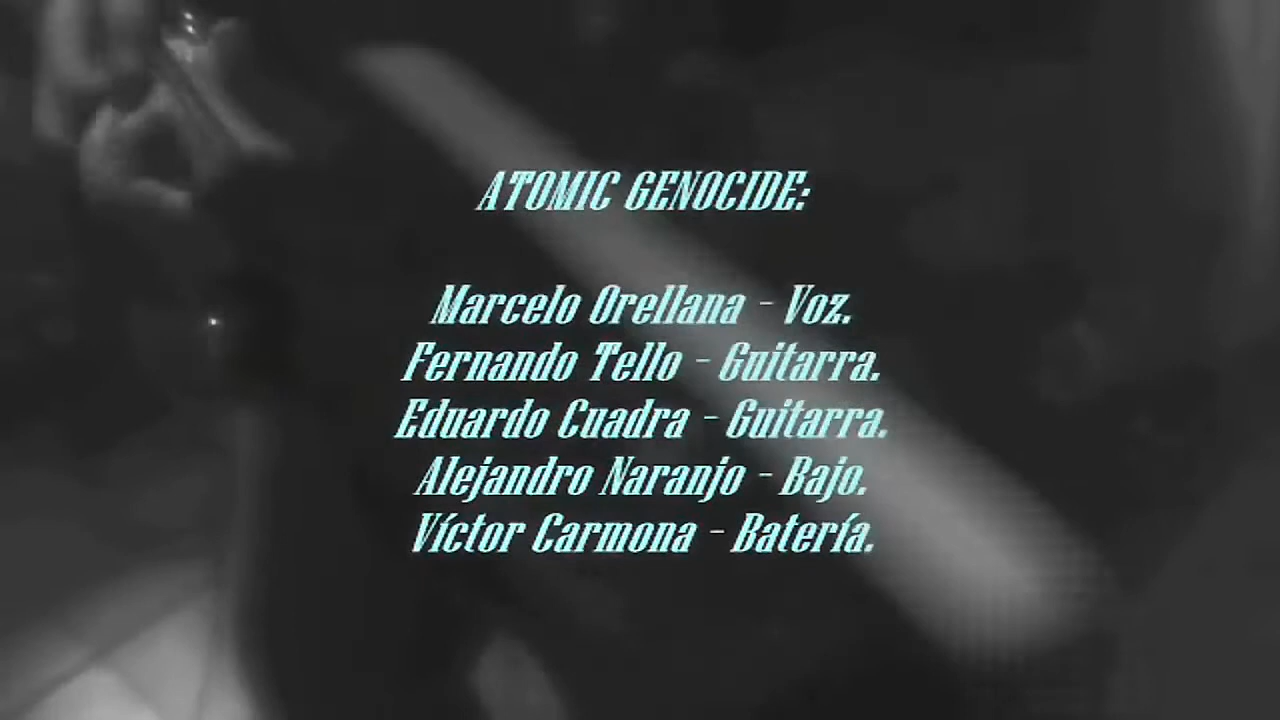 ATOMIC GENOCIDE:
Marcelo Orellana - Voz.
Fernando Tello - Guitarra.
Eduardo Cuadra - Guitarra.
Alejandro Naranjo - Bajo.
Víctor Carmona - Batería.